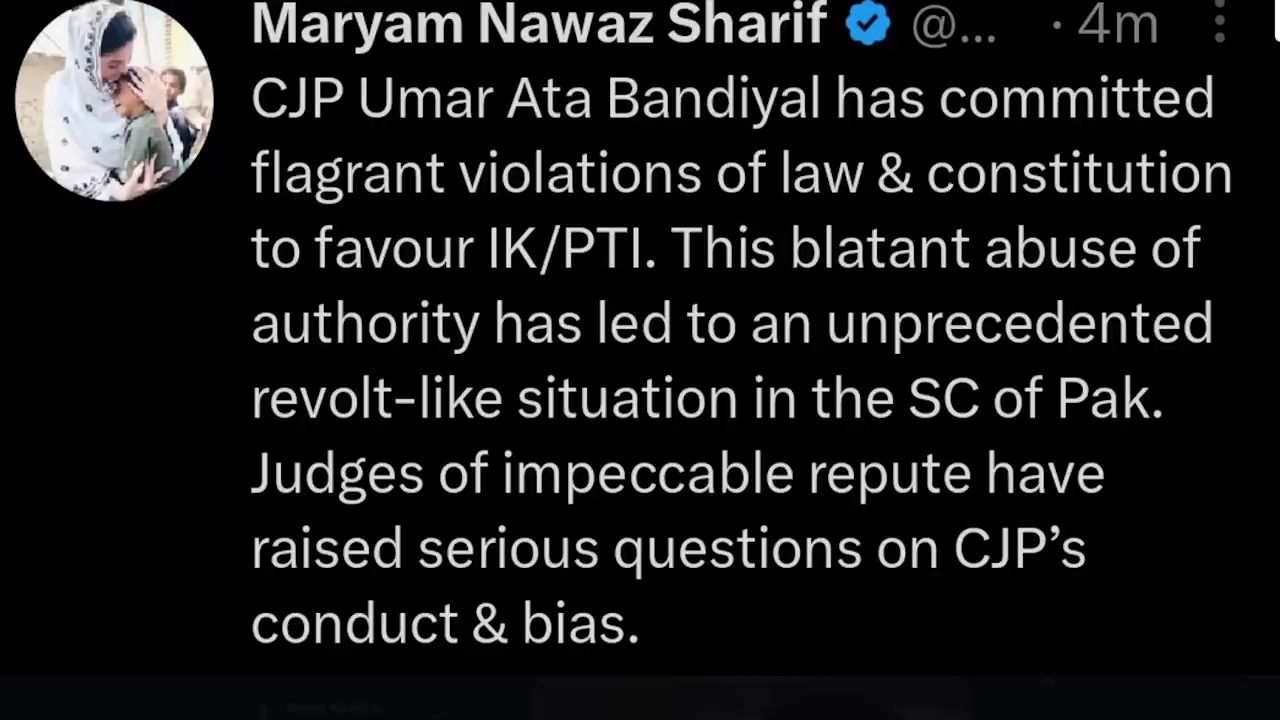 Maryam Nawaz Sharif @... · 4m
CJP Umar Ata Bandiyal has committed
flagrant violations of law & constitution
to favour IK/PTI. This blatant abuse of
authority has led to an unprecedented
revolt-like situation in the SC of Pak.
Judges of impeccable repute have
raised serious questions on CJP’s
conduct & bias.